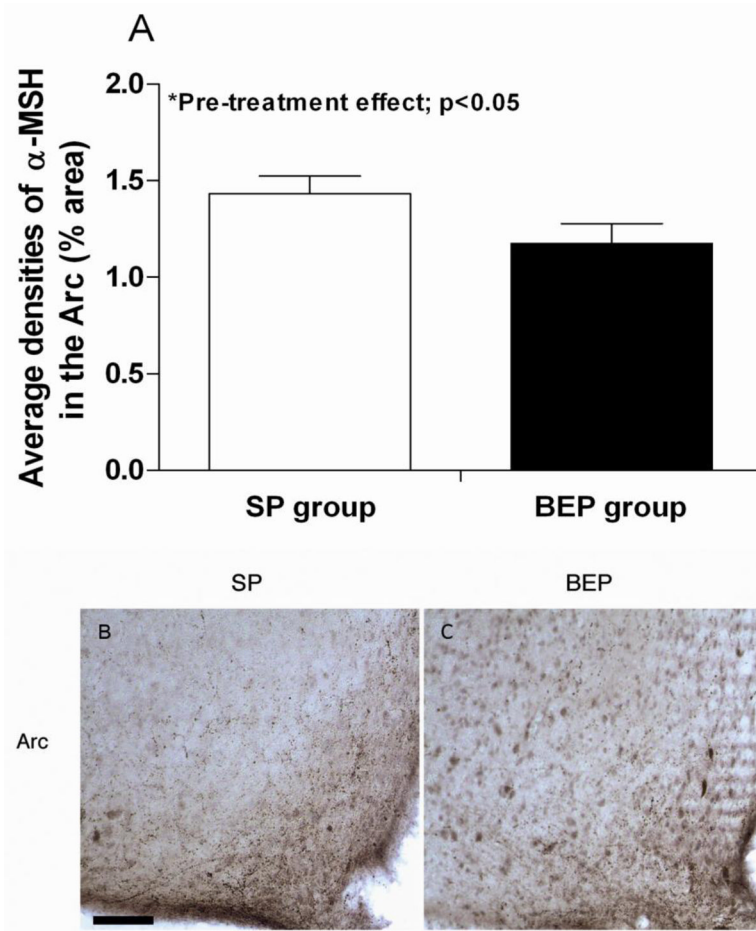 A
Average densities of α-MSH
in the Arc (% area)
2.0
*Pre-treatment effect; p<0.05
1.5
1.0
0.5
0.0
SP group BEP group
SP BEP
B C
Arc